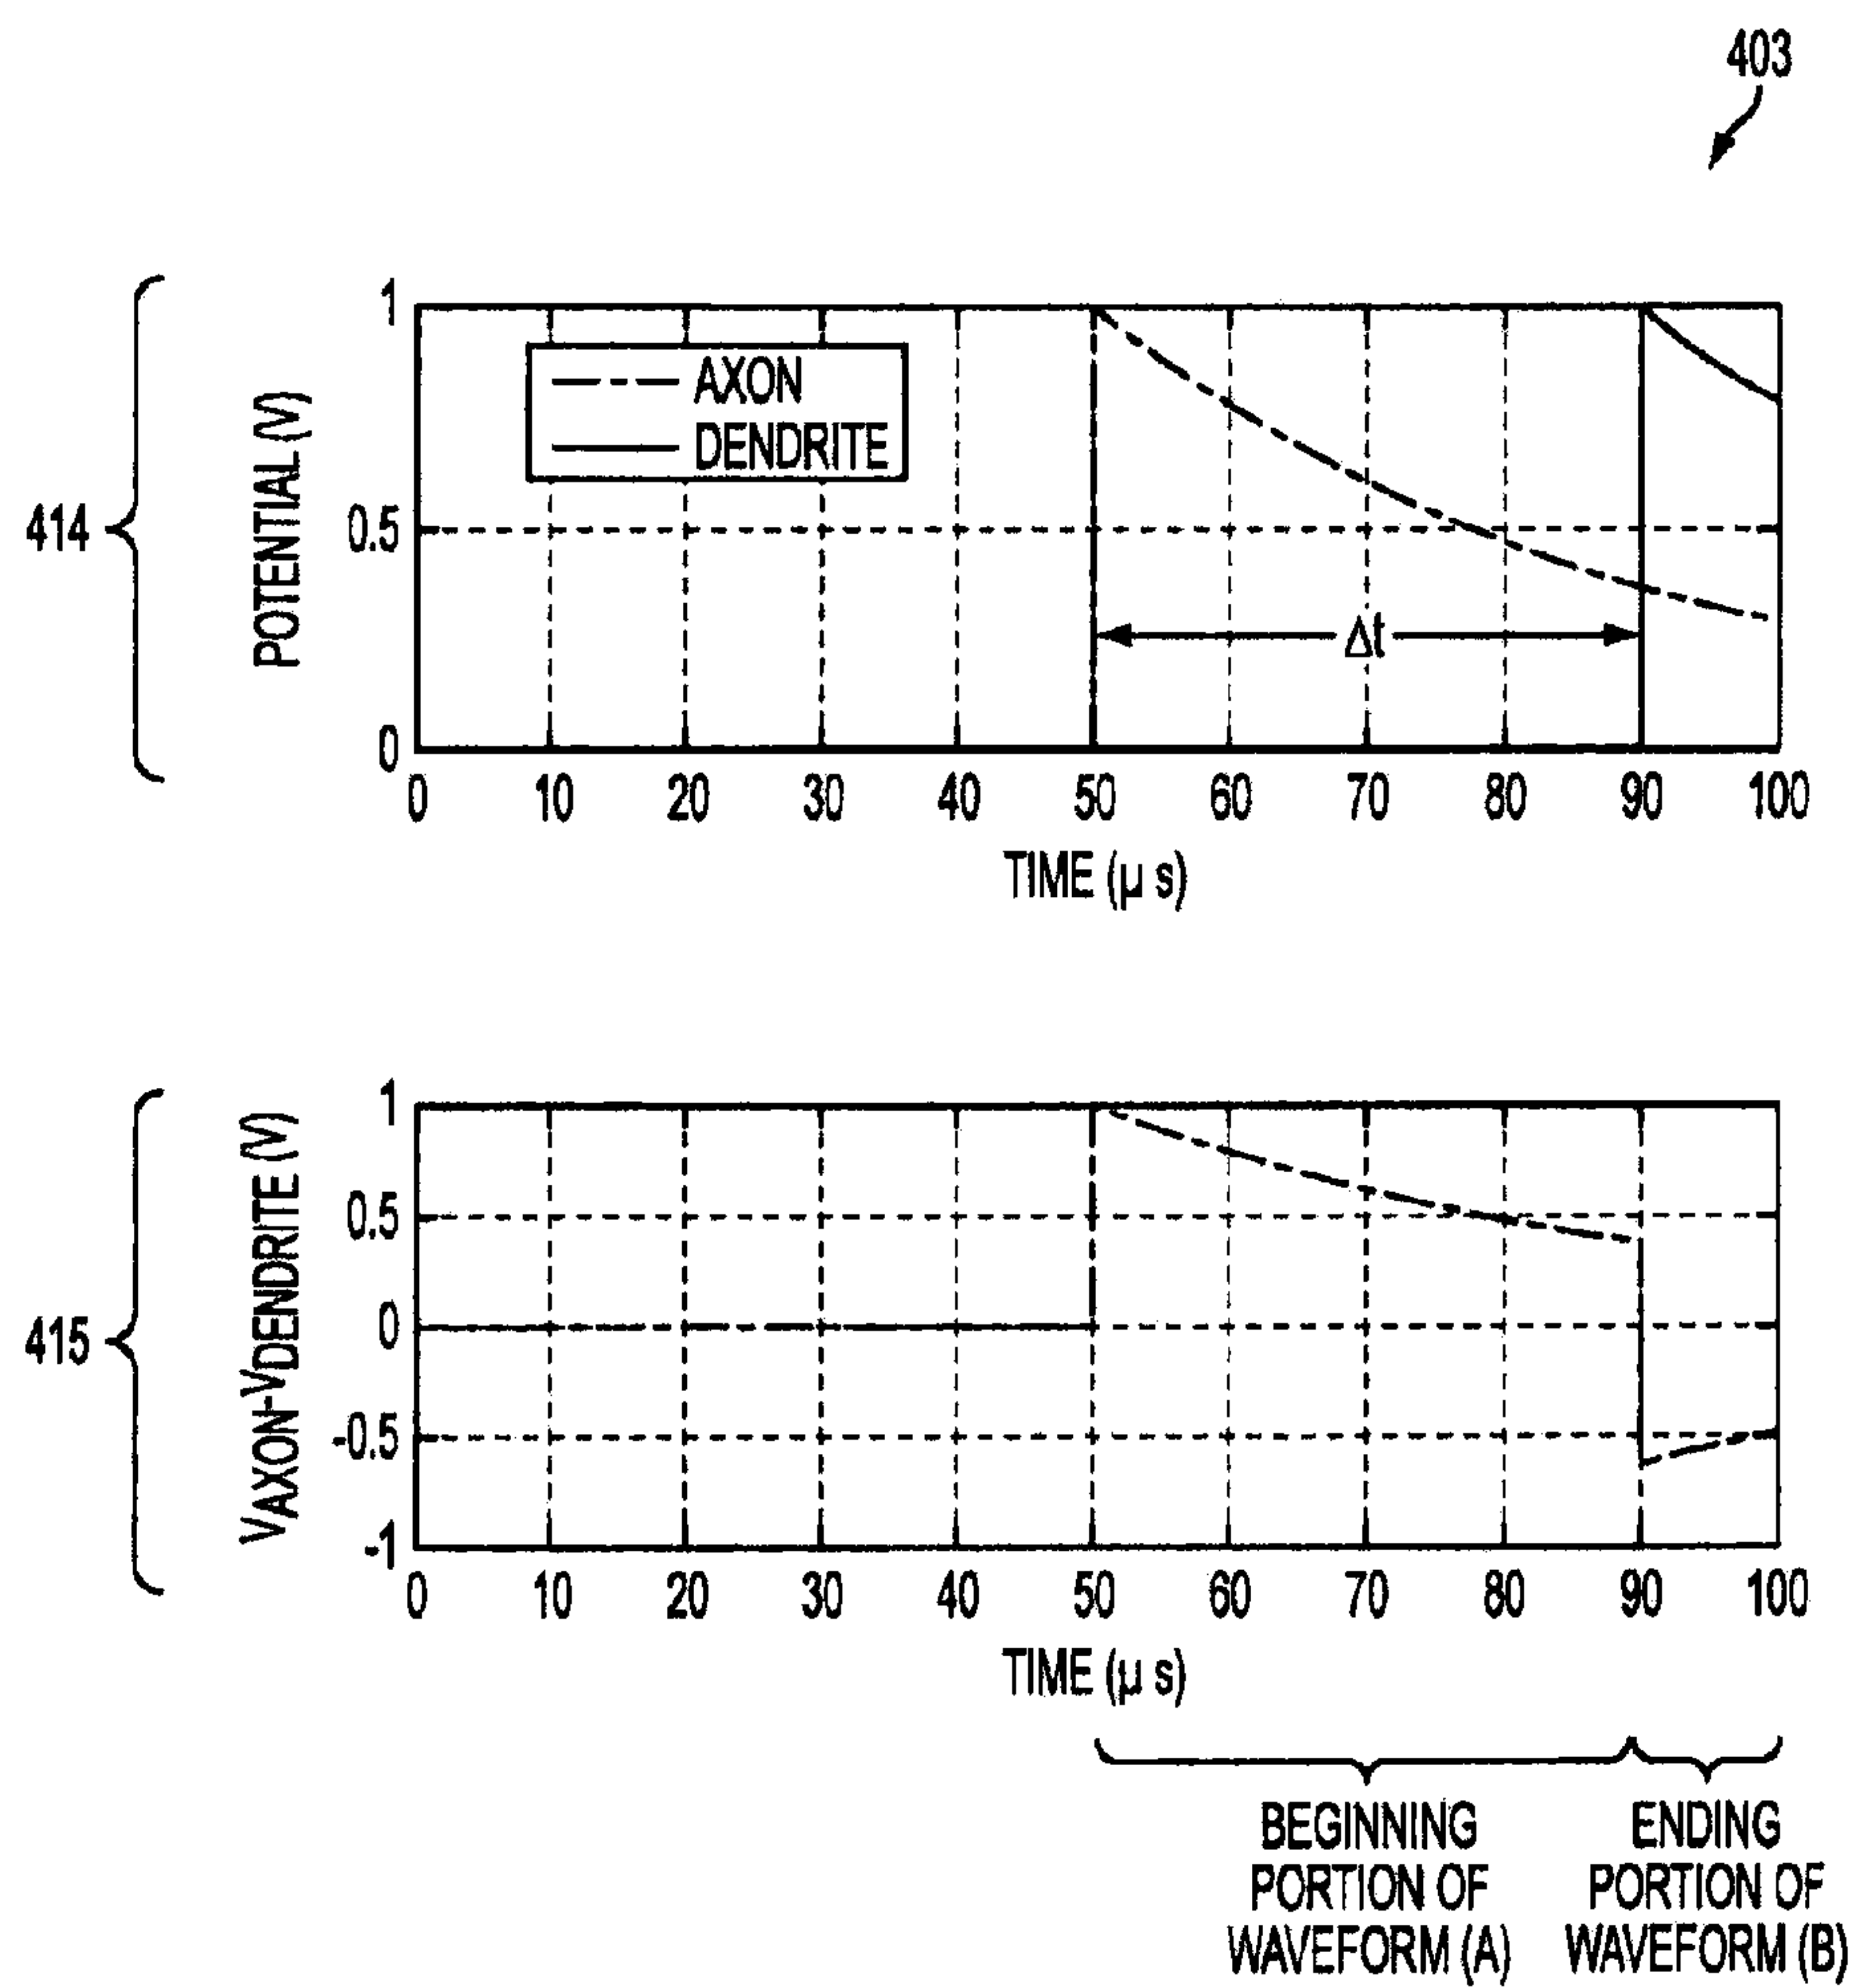 403
414
POTENTIAL (V)
1
0.5
0
AXON
DENDRITE
Δt
0 10 20 30 40 50 60 70 80 90 100
TIME (μ s)
415
VAXON-VDENDRITE (V)
1
0.5
0
-0.5
-1
0 10 20 30 40 50 60 70 80 90 100
TIME (μ s)
BEGINNING
PORTION OF
WAVEFORM (A)
ENDING
PORTION OF
WAVEFORM (B)